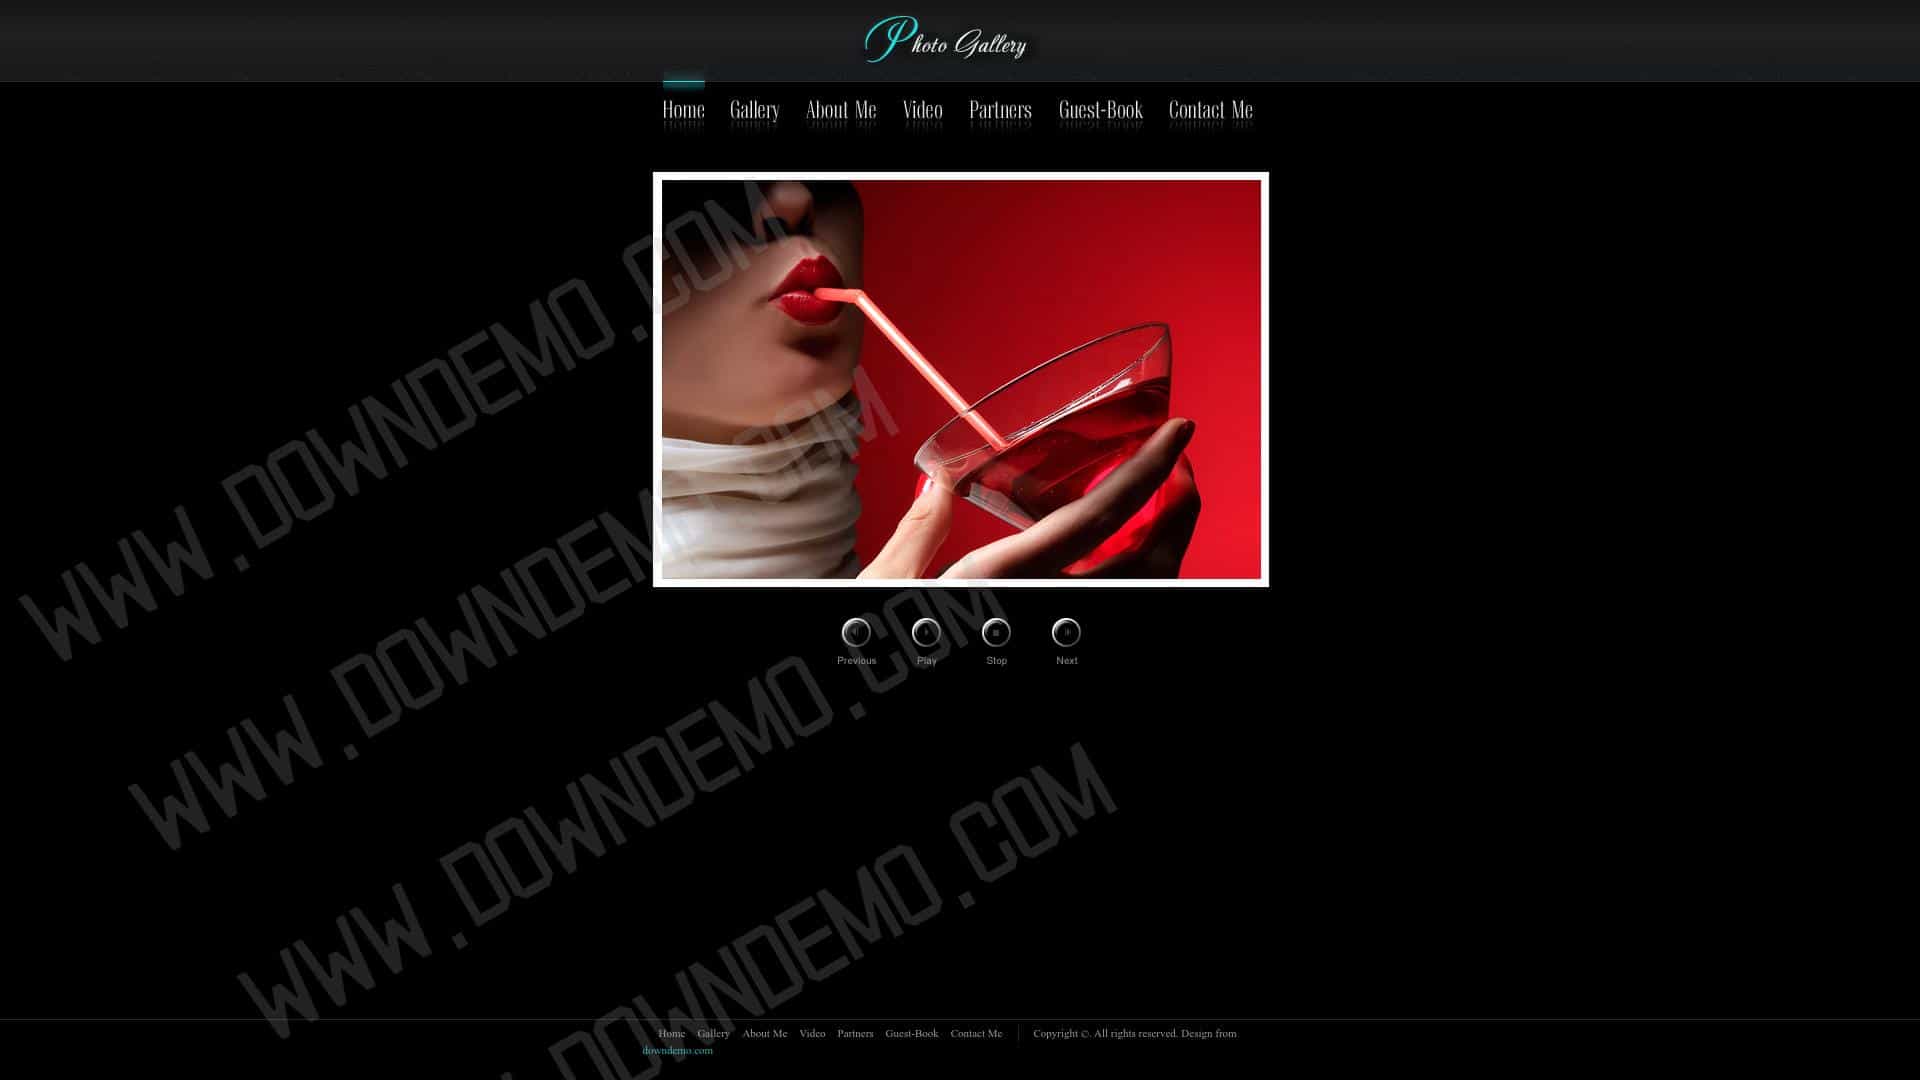 Photo Gallery
Home Gallery About Me Video Partners Guest-Book Contact Me
WWW.DOWNDEMO.COM
WWW.DOWNDEMO.COM
WWW.DOWNDEMO.COM
DOWNDEMO.COM
Previous Play Stop Next
Home Gallery About Me Video Partners Guest-Book Contact Me Copyright ©. All rights reserved. Design from
downdemo.com